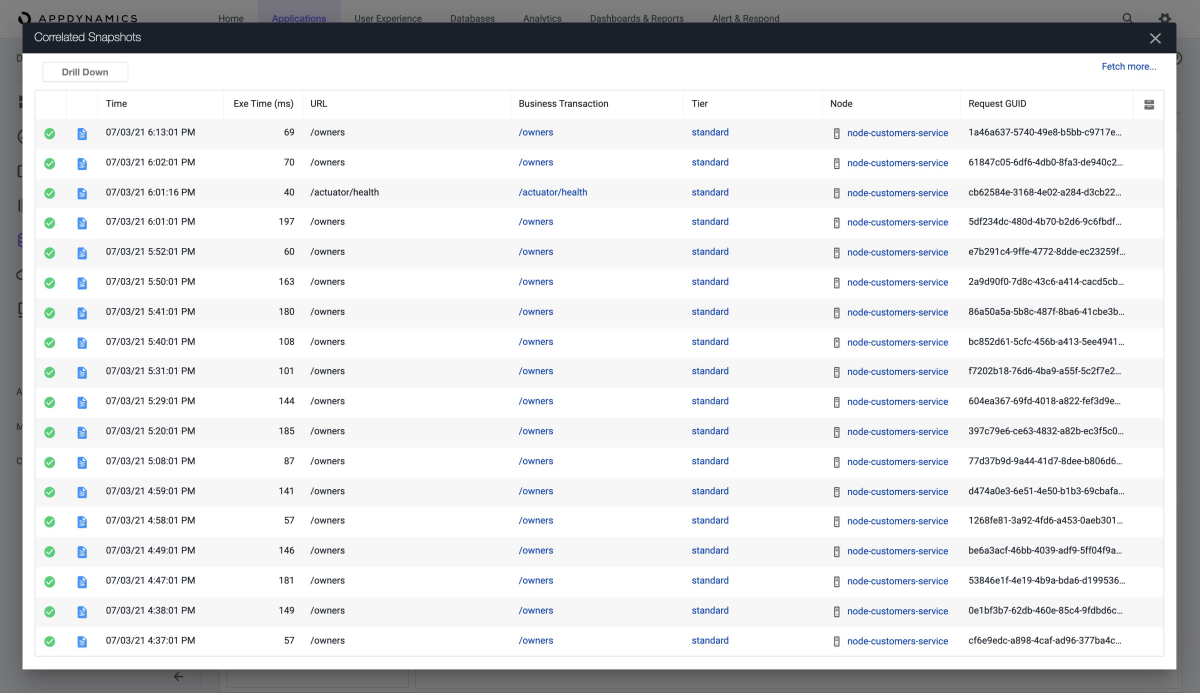 APPDYNAMICS Home Applications User Experience Databases Analytics Dashboards & Reports Alert & Respond
Correlated Snapshots
Drill Down Fetch more...
Time Exe Time (ms) URL Business Transaction Tier Node Request GUID
07/03/21 6:13:01 PM 69 /owners /owners standard node-customers-service 1a46a637-5740-49e8-b5bb-c9717e...
07/03/21 6:02:01 PM 70 /owners /owners standard node-customers-service 61847c05-6df6-4db0-8fa3-de940c2...
07/03/21 6:01:16 PM 40 /actuator/health /actuator/health standard node-customers-service cb62584e-3168-4e02-a284-d3cb22...
07/03/21 6:01:01 PM 197 /owners /owners standard node-customers-service 5df234dc-480d-4b70-b2d6-9c6fbdf...
07/03/21 5:52:01 PM 60 /owners /owners standard node-customers-service e7b291c4-9ffe-4772-8dde-ec23259f...
07/03/21 5:50:01 PM 163 /owners /owners standard node-customers-service 2a9d90f0-7d8c-43c6-a414-cacd5cb...
07/03/21 5:41:01 PM 180 /owners /owners standard node-customers-service 86a50a5a-5b8c-487f-8ba6-41cbe3b...
07/03/21 5:40:01 PM 108 /owners /owners standard node-customers-service bc852d61-5cfc-456b-a413-5ee4941...
07/03/21 5:31:01 PM 101 /owners /owners standard node-customers-service f7202b18-76d6-4ba9-a55f-5c2f7e2...
07/03/21 5:29:01 PM 144 /owners /owners standard node-customers-service 604ea367-69fd-4018-a822-fef3d9e...
07/03/21 5:20:01 PM 185 /owners /owners standard node-customers-service 397c79e6-ce63-4832-a82b-ec3f5c0...
07/03/21 5:08:01 PM 87 /owners /owners standard node-customers-service 77d37b9d-9a44-41d7-8dee-b806d6...
07/03/21 4:59:01 PM 141 /owners /owners standard node-customers-service d474a0e3-6e51-4e50-b1b3-69cbafa...
07/03/21 4:58:01 PM 57 /owners /owners standard node-customers-service 1268fe81-3a92-4fd6-a453-0aeb301...
07/03/21 4:49:01 PM 146 /owners /owners standard node-customers-service be6a3acf-46bb-4039-adf9-5ff04f9a...
07/03/21 4:47:01 PM 181 /owners /owners standard node-customers-service 53846e1f-4e19-4b9a-bda6-d199536...
07/03/21 4:38:01 PM 149 /owners /owners standard node-customers-service 0e1bf3b7-62db-460e-85c4-9fdbd6c...
07/03/21 4:37:01 PM 57 /owners /owners standard node-customers-service cf6e9edc-a898-4caf-ad96-377ba4c...